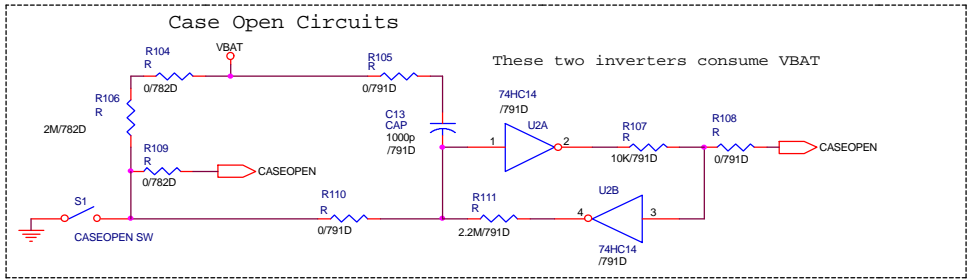 Case Open Circuits
R104
R
0/782D
VBAT
R105
R
0/791D
These two inverters consume VBAT
R106
R
2M/782D
C13
CAP
1000p
/791D
74HC14
/791D
U2A
1
2
R107
R
10K/791D
R108
R
0/791D
CASEOPEN
R109
R
0/782D
CASEOPEN
S1
CASEOPEN SW
R110
R
0/791D
R111
R
2.2M/791D
U2B
4
3
74HC14
/791D